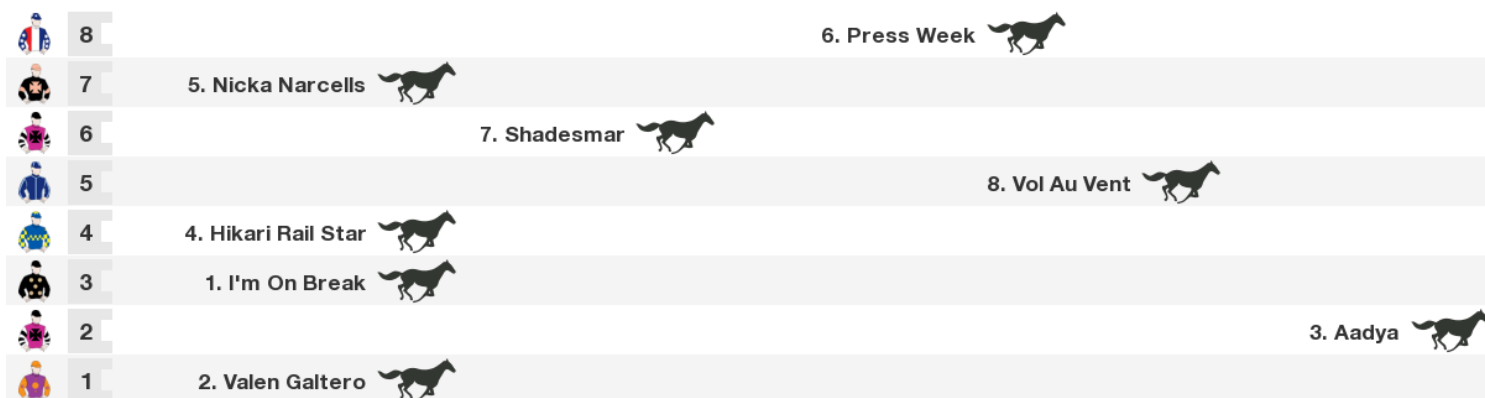 8 6. Press Week
7 5. Nicka Narcells
6 7. Shadesmar
5 8. Vol Au Vent
4 4. Hikari Rail Star
3 1. I'm On Break
2 3. Aadya
1 2. Valen Galtero